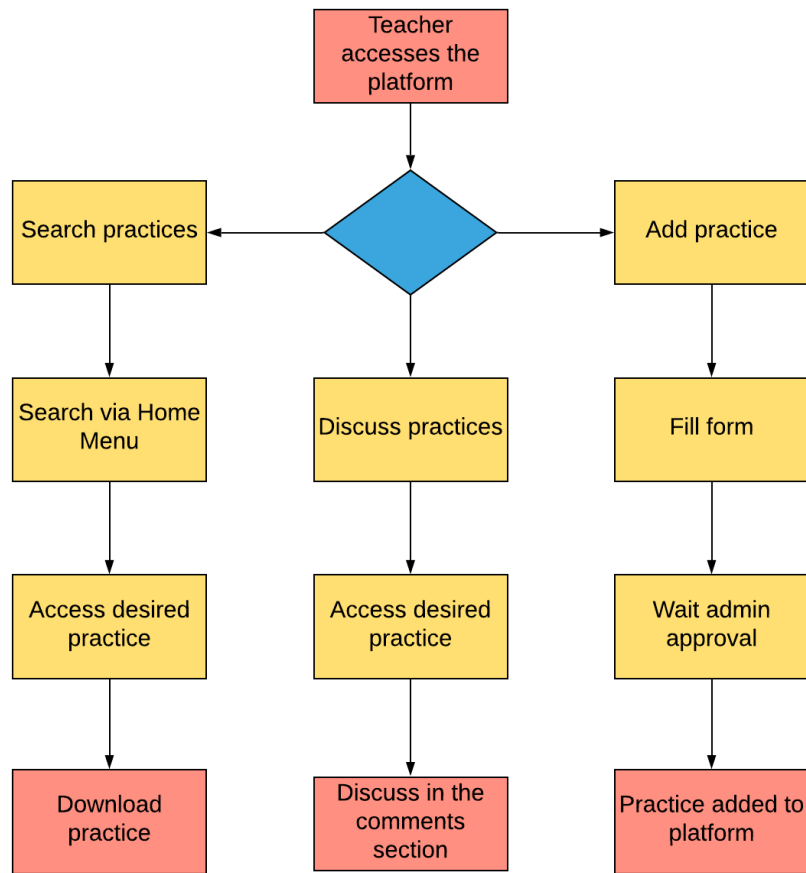 Teacher
accesses the
platform
Search practices
Add practice
Search via Home
Menu
Discuss practices
Fill form
Access desired
practice
Access desired
practice
Wait admin
approval
Download
practice
Discuss in the
comments
section
Practice added to
platform